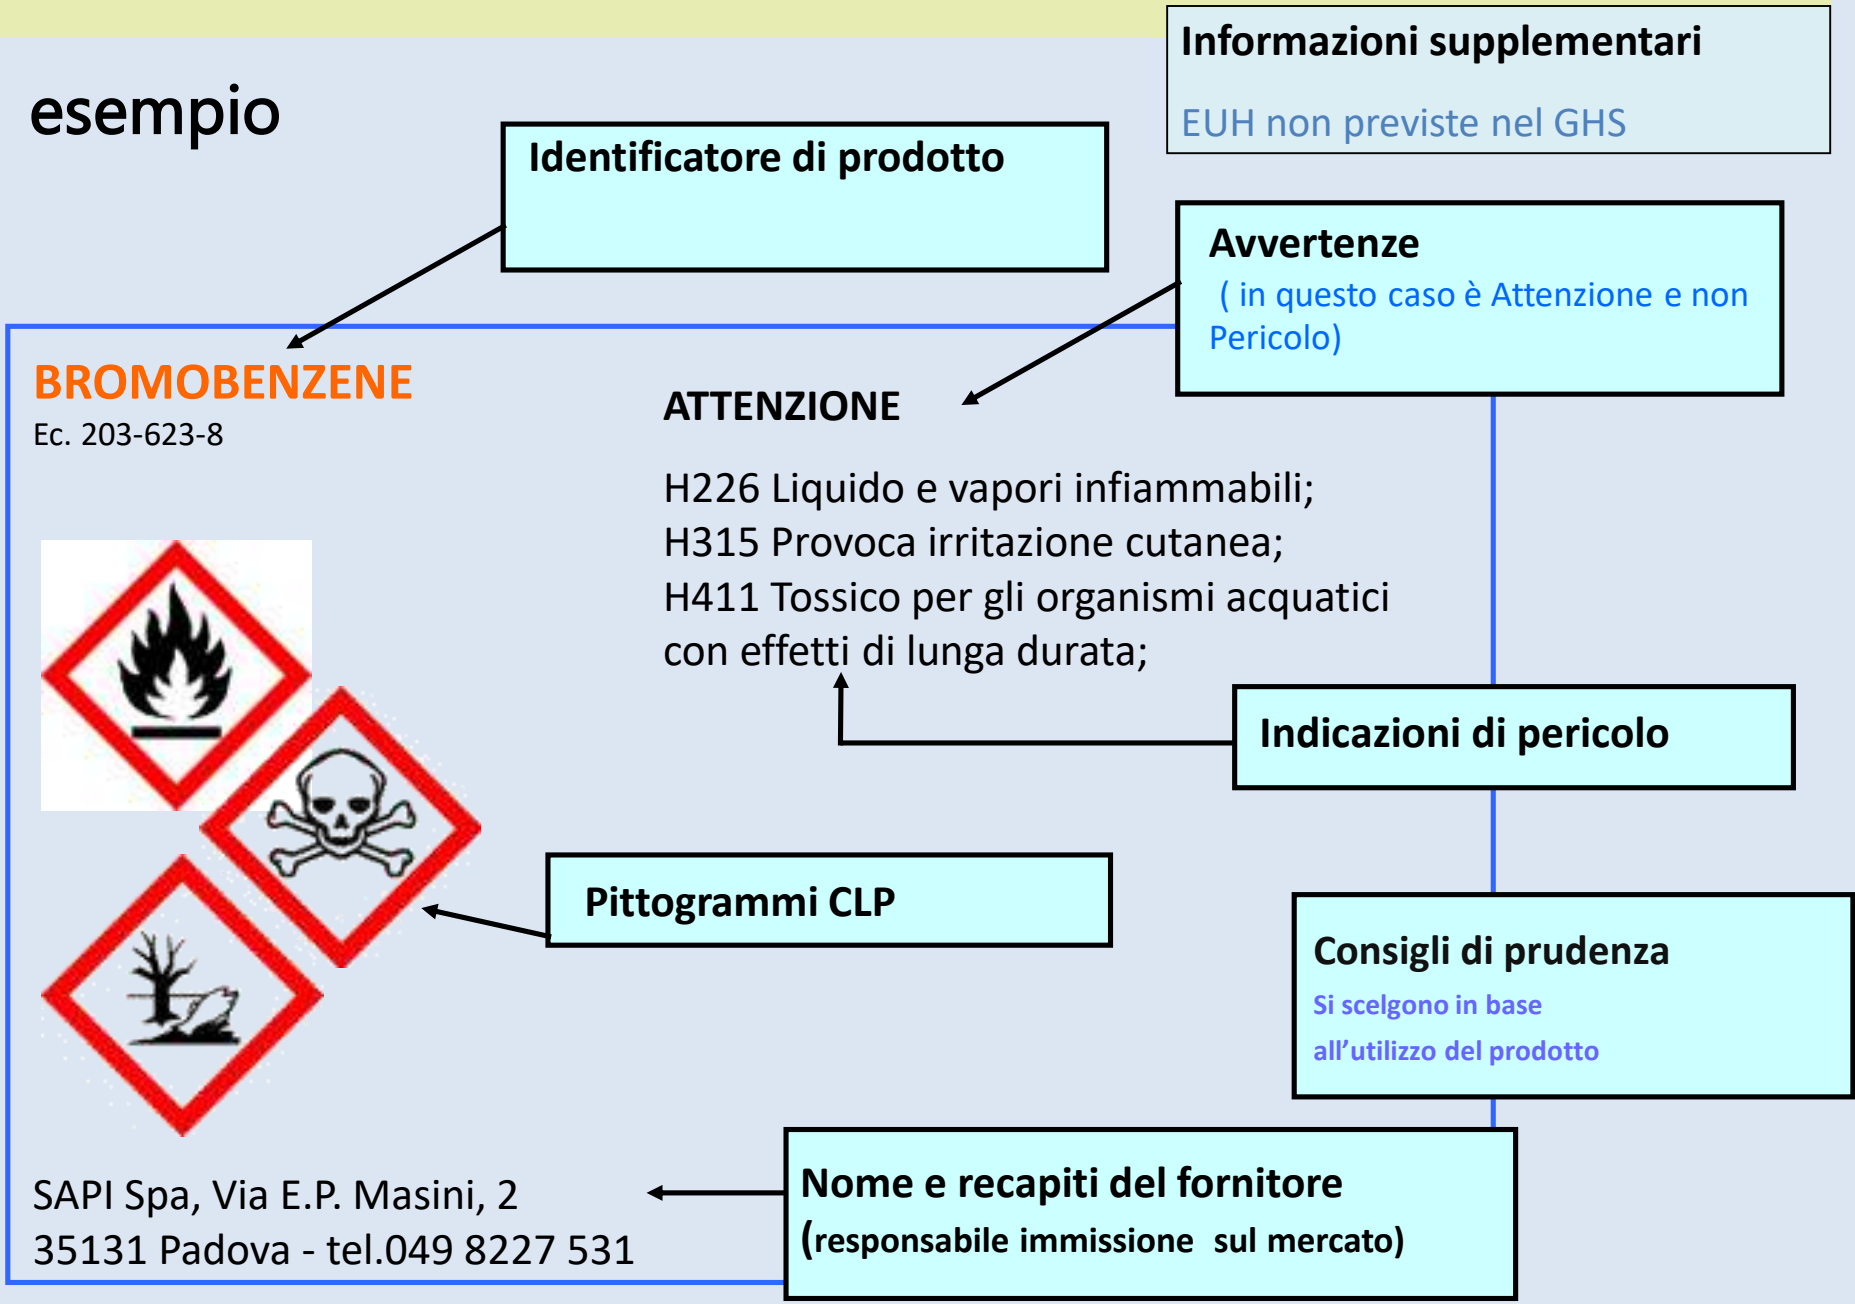 Informazioni supplementari
EUH non previste nel GHS
esempio
Identificatore di prodotto
Avvertenze
( in questo caso è Attenzione e non
Pericolo)
BROMOBENZENE
Ec. 203-623-8
ATTENZIONE
H226 Liquido e vapori infiammabili;
H315 Provoca irritazione cutanea;
H411 Tossico per gli organismi acquatici
con effetti di lunga durata;
Indicazioni di pericolo
Pittogrammi CLP
Consigli di prudenza
Si scelgono in base
all’utilizzo del prodotto
SAPI Spa, Via E.P. Masini, 2
35131 Padova - tel.049 8227 531
Nome e recapiti del fornitore
(responsabile immissione sul mercato)